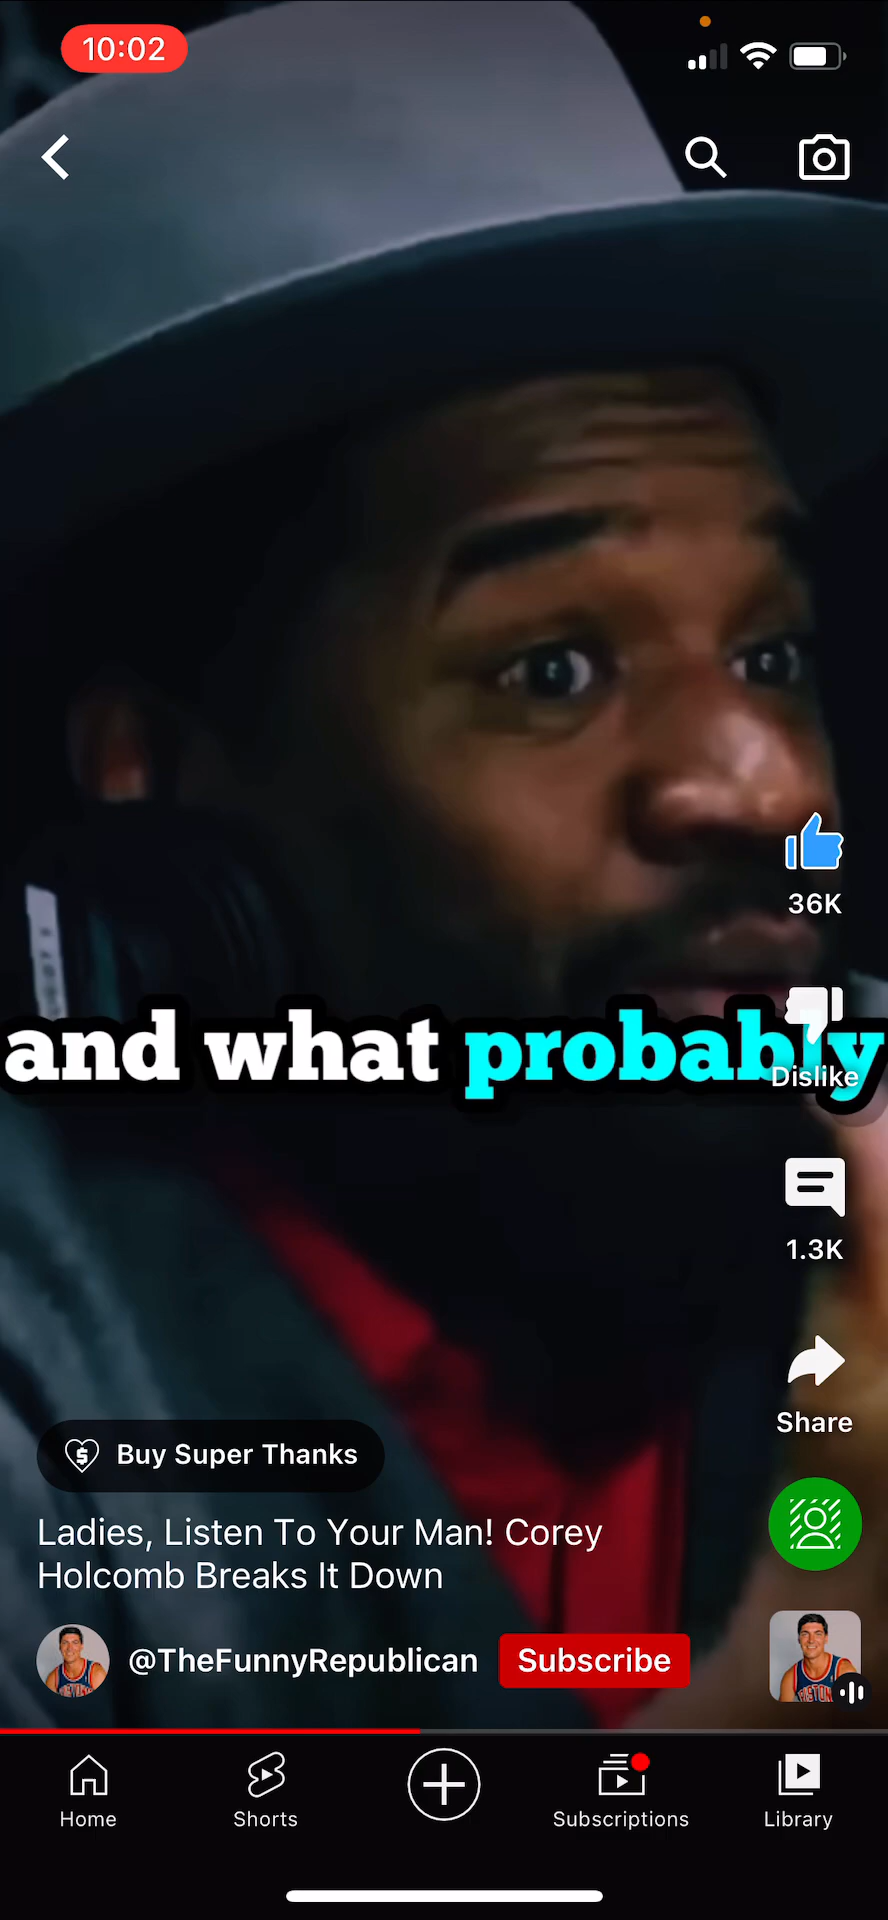 10:02
and what probably
36K
Dislike
1.3K
Share
Buy Super Thanks
Ladies, Listen To Your Man! Corey
Holcomb Breaks It Down
@TheFunnyRepublican
Subscribe
Home
Shorts
Subscriptions
Library